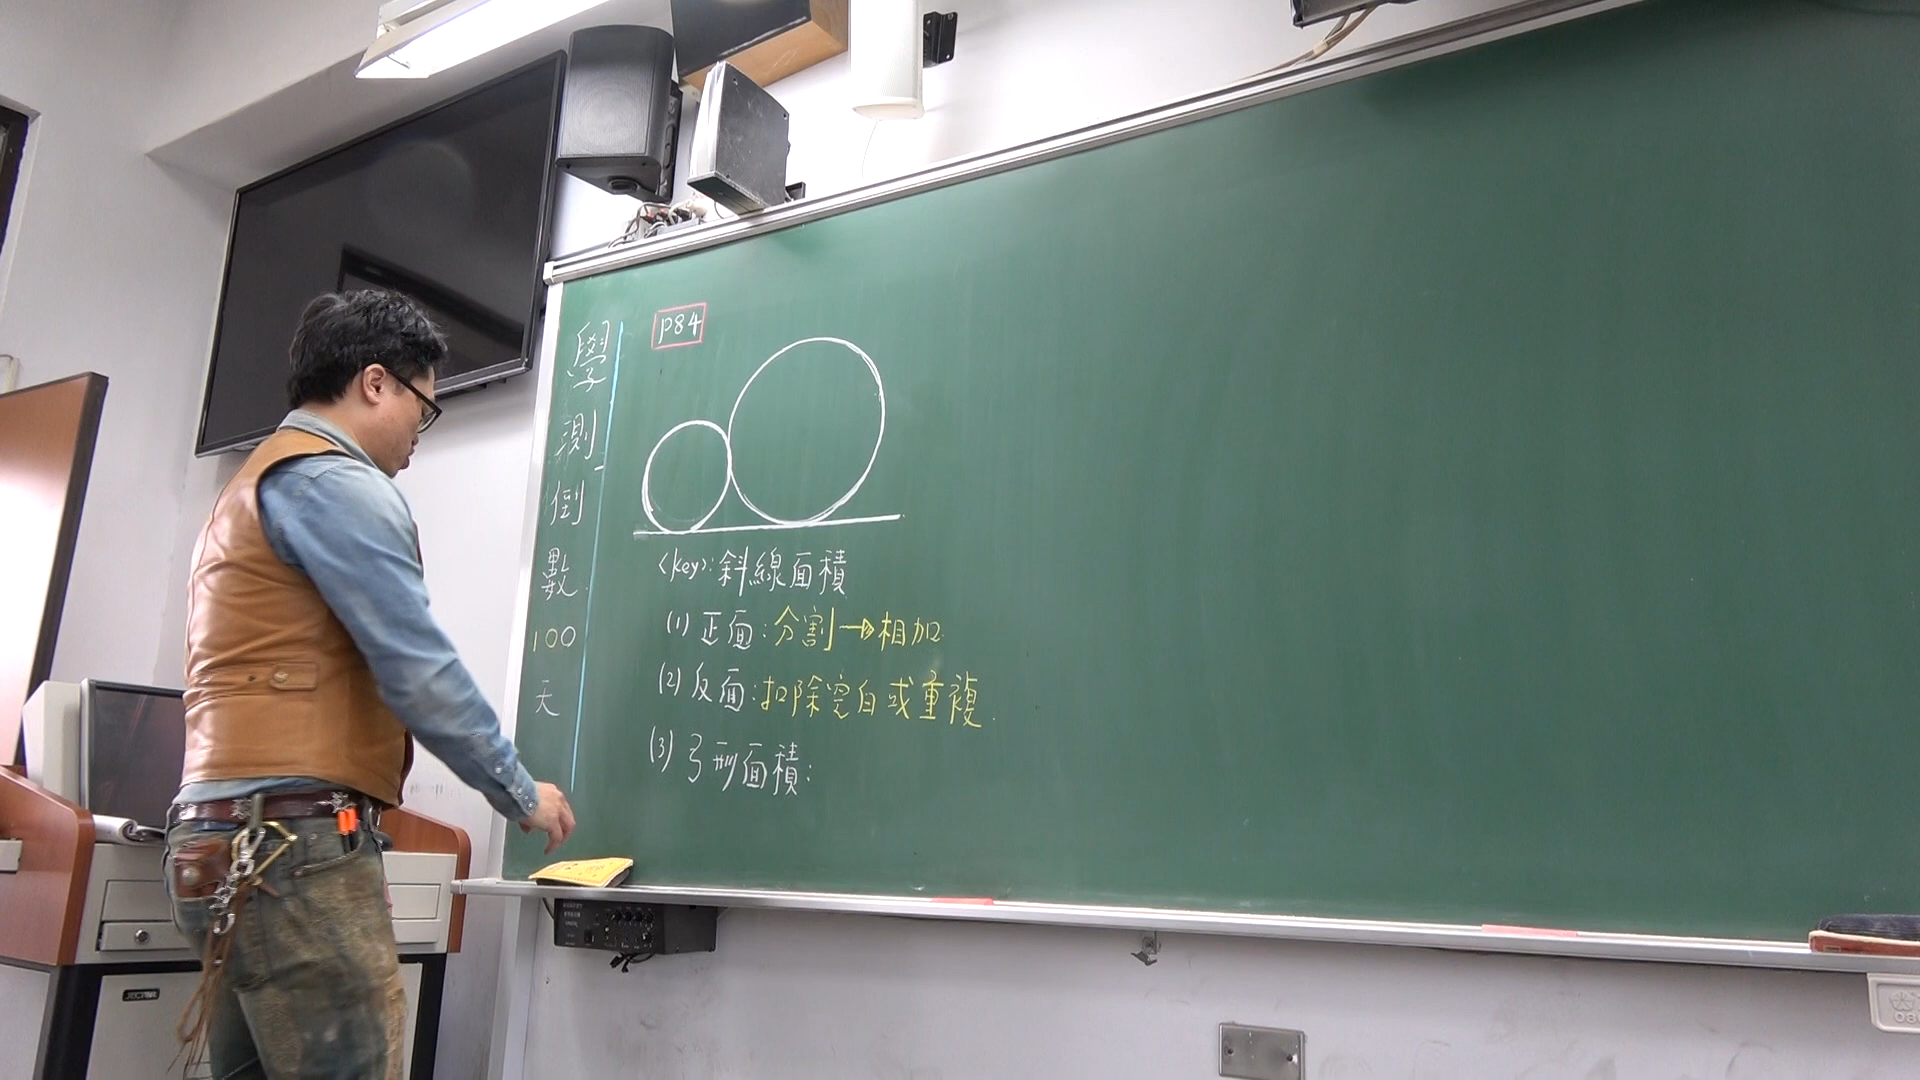 學測倒數100天
P84
<key>:斜線面積
(1) 正面:分割→相加
(2) 反面:扣除空白或重複.
(3) 弓形面積: